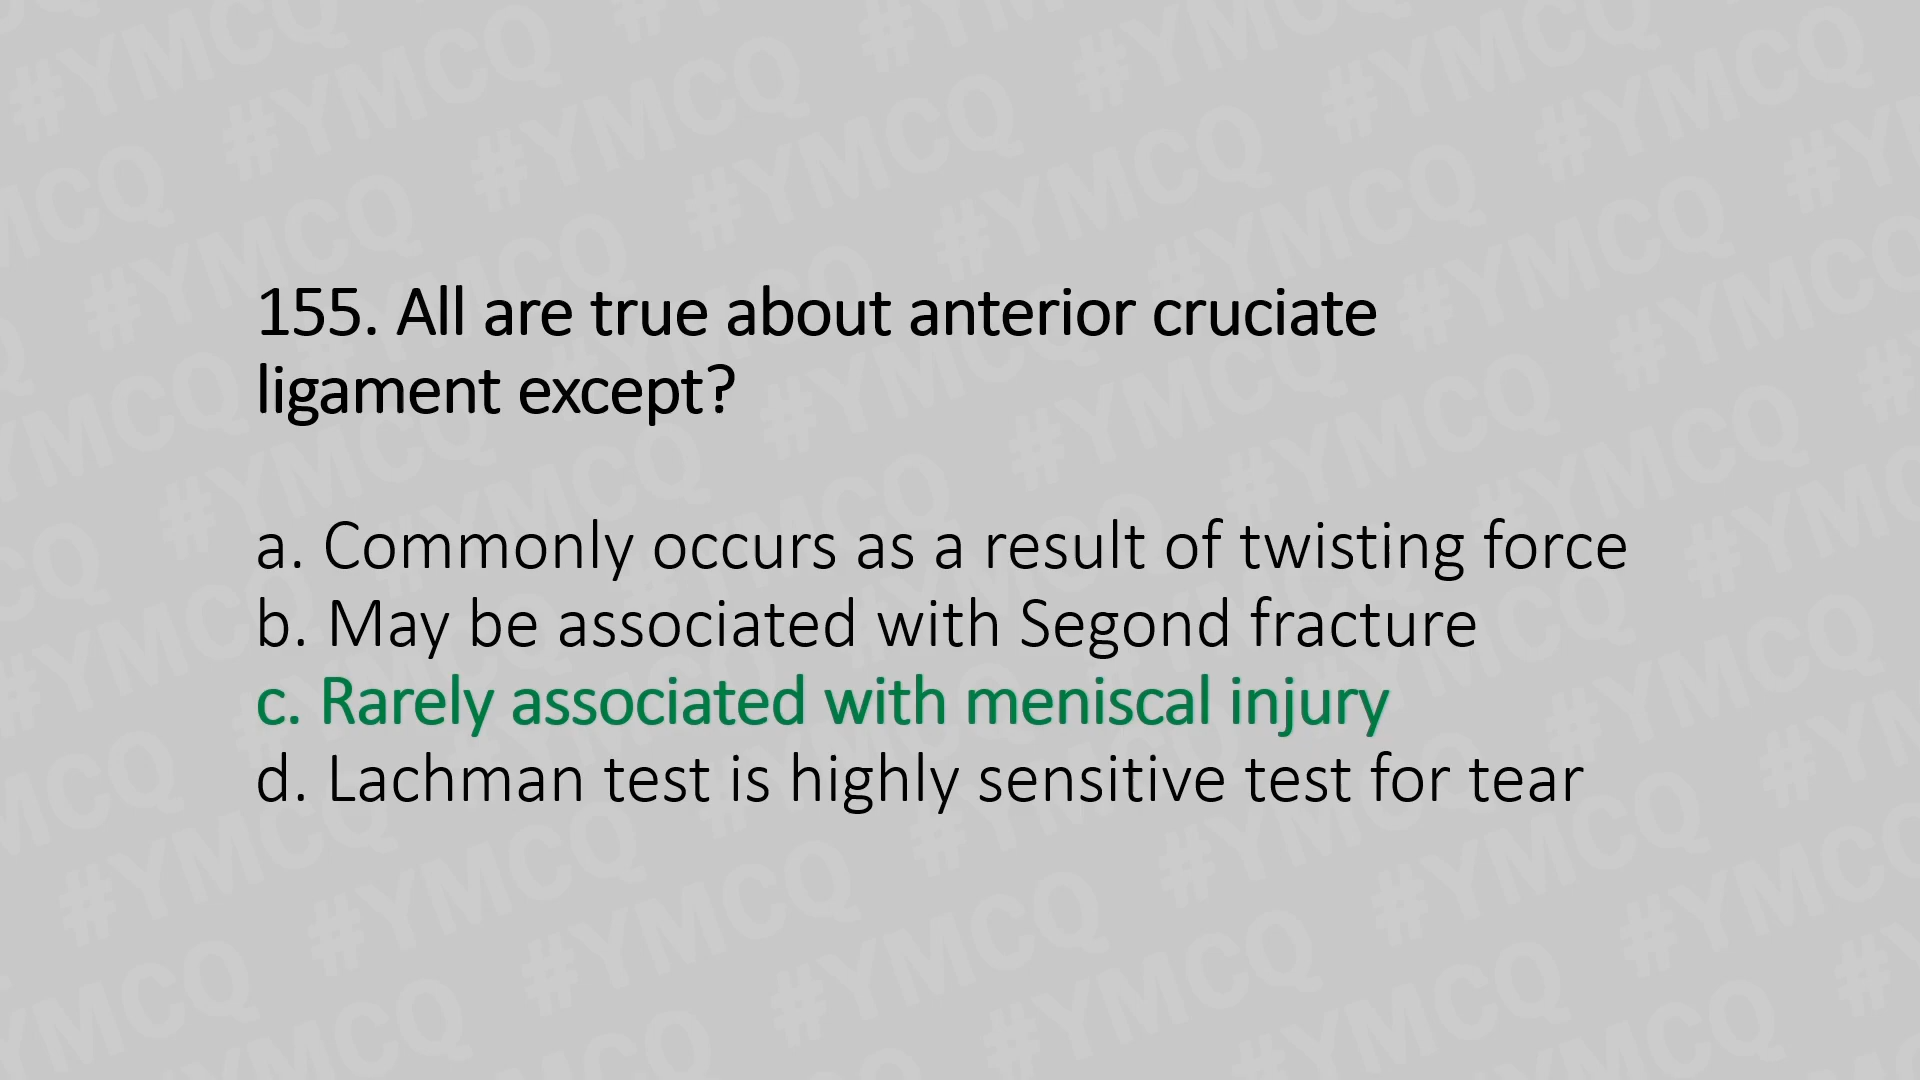 155. All are true about anterior cruciate
ligament except?
a. Commonly occurs as a result of twisting force
b. May be associated with Segond fracture
c. Rarely associated with meniscal injury
d. Lachman test is highly sensitive test for tear
#YMCQ